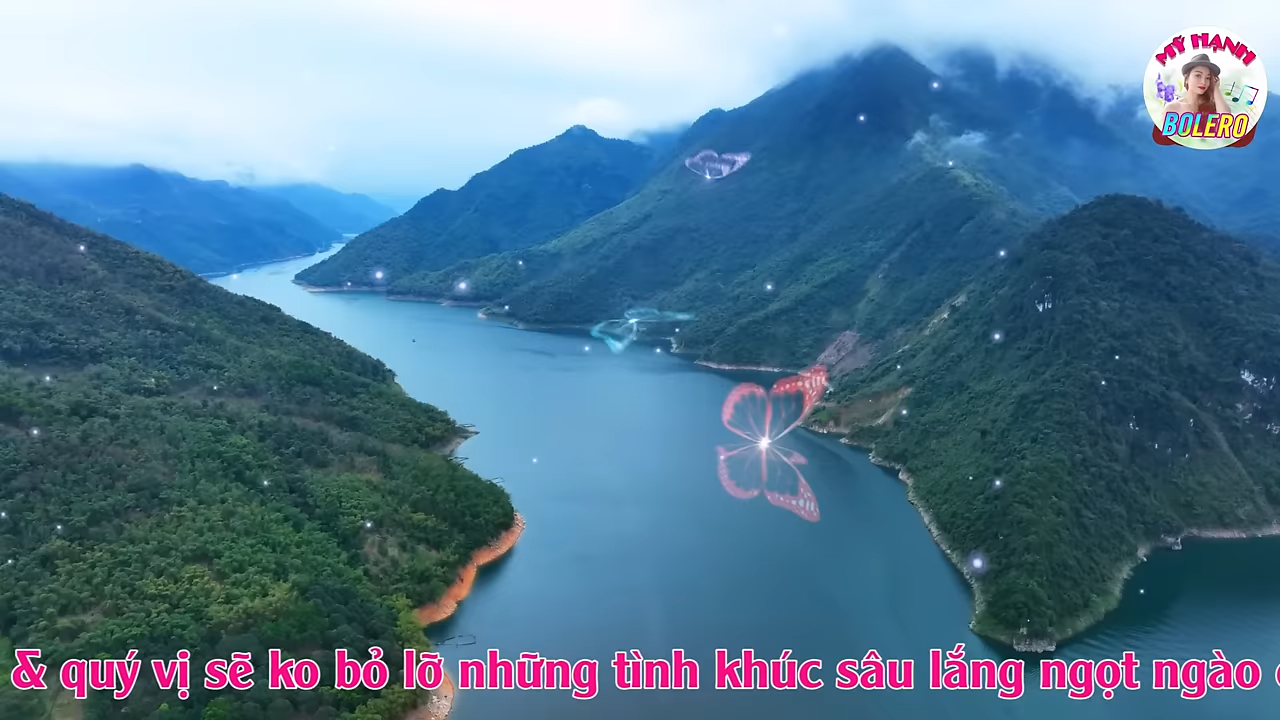 MỸ HẠNH
BOLERO
& quý vị sẽ ko bỏ lỡ những tình khúc sâu lắng ngọt ngào